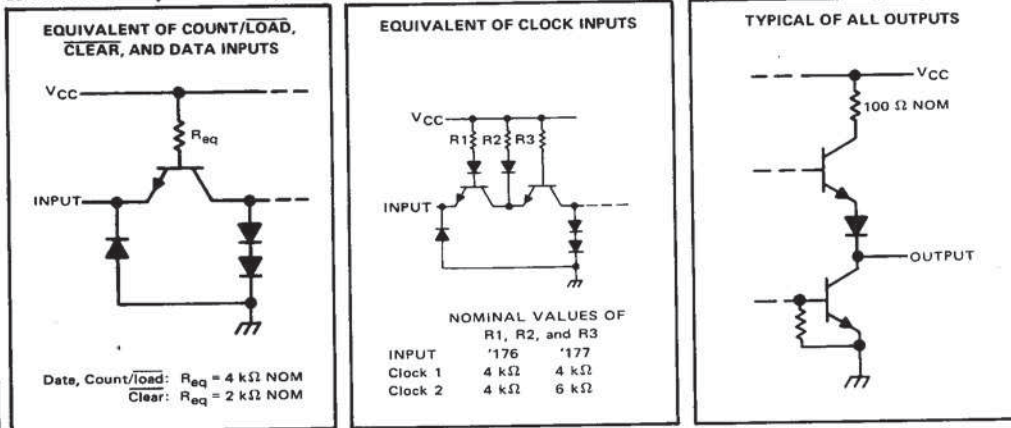 EQUIVALENT OF COUNT/LOAD,
CLEAR, AND DATA INPUTS
VCC
Req
INPUT
Date, Count/load: Req = 4 kΩ NOM
Clear: Req = 2 kΩ NOM
EQUIVALENT OF CLOCK INPUTS
VCC
R1 R2 R3
INPUT
NOMINAL VALUES OF
R1, R2, and R3
INPUT '176 '177
Clock 1 4 kΩ 4 kΩ
Clock 2 4 kΩ 6 kΩ
TYPICAL OF ALL OUTPUTS
VCC
100 Ω NOM
OUTPUT